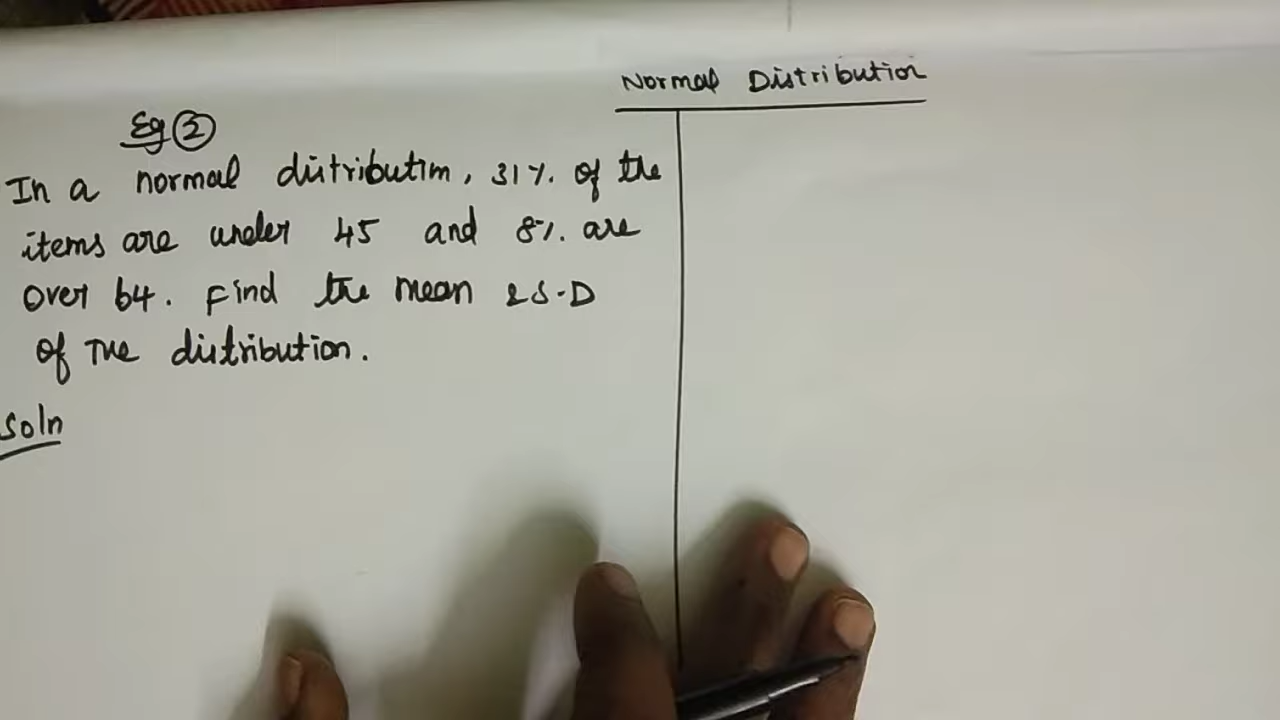 Normal Distribution
Eg 2
In a normal distribution, 31%. of the
items are under 45 and 8%. are
over 64. Find the mean & S.D
of the distribution.
Soln